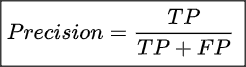 Precision = TP / (TP + FP)